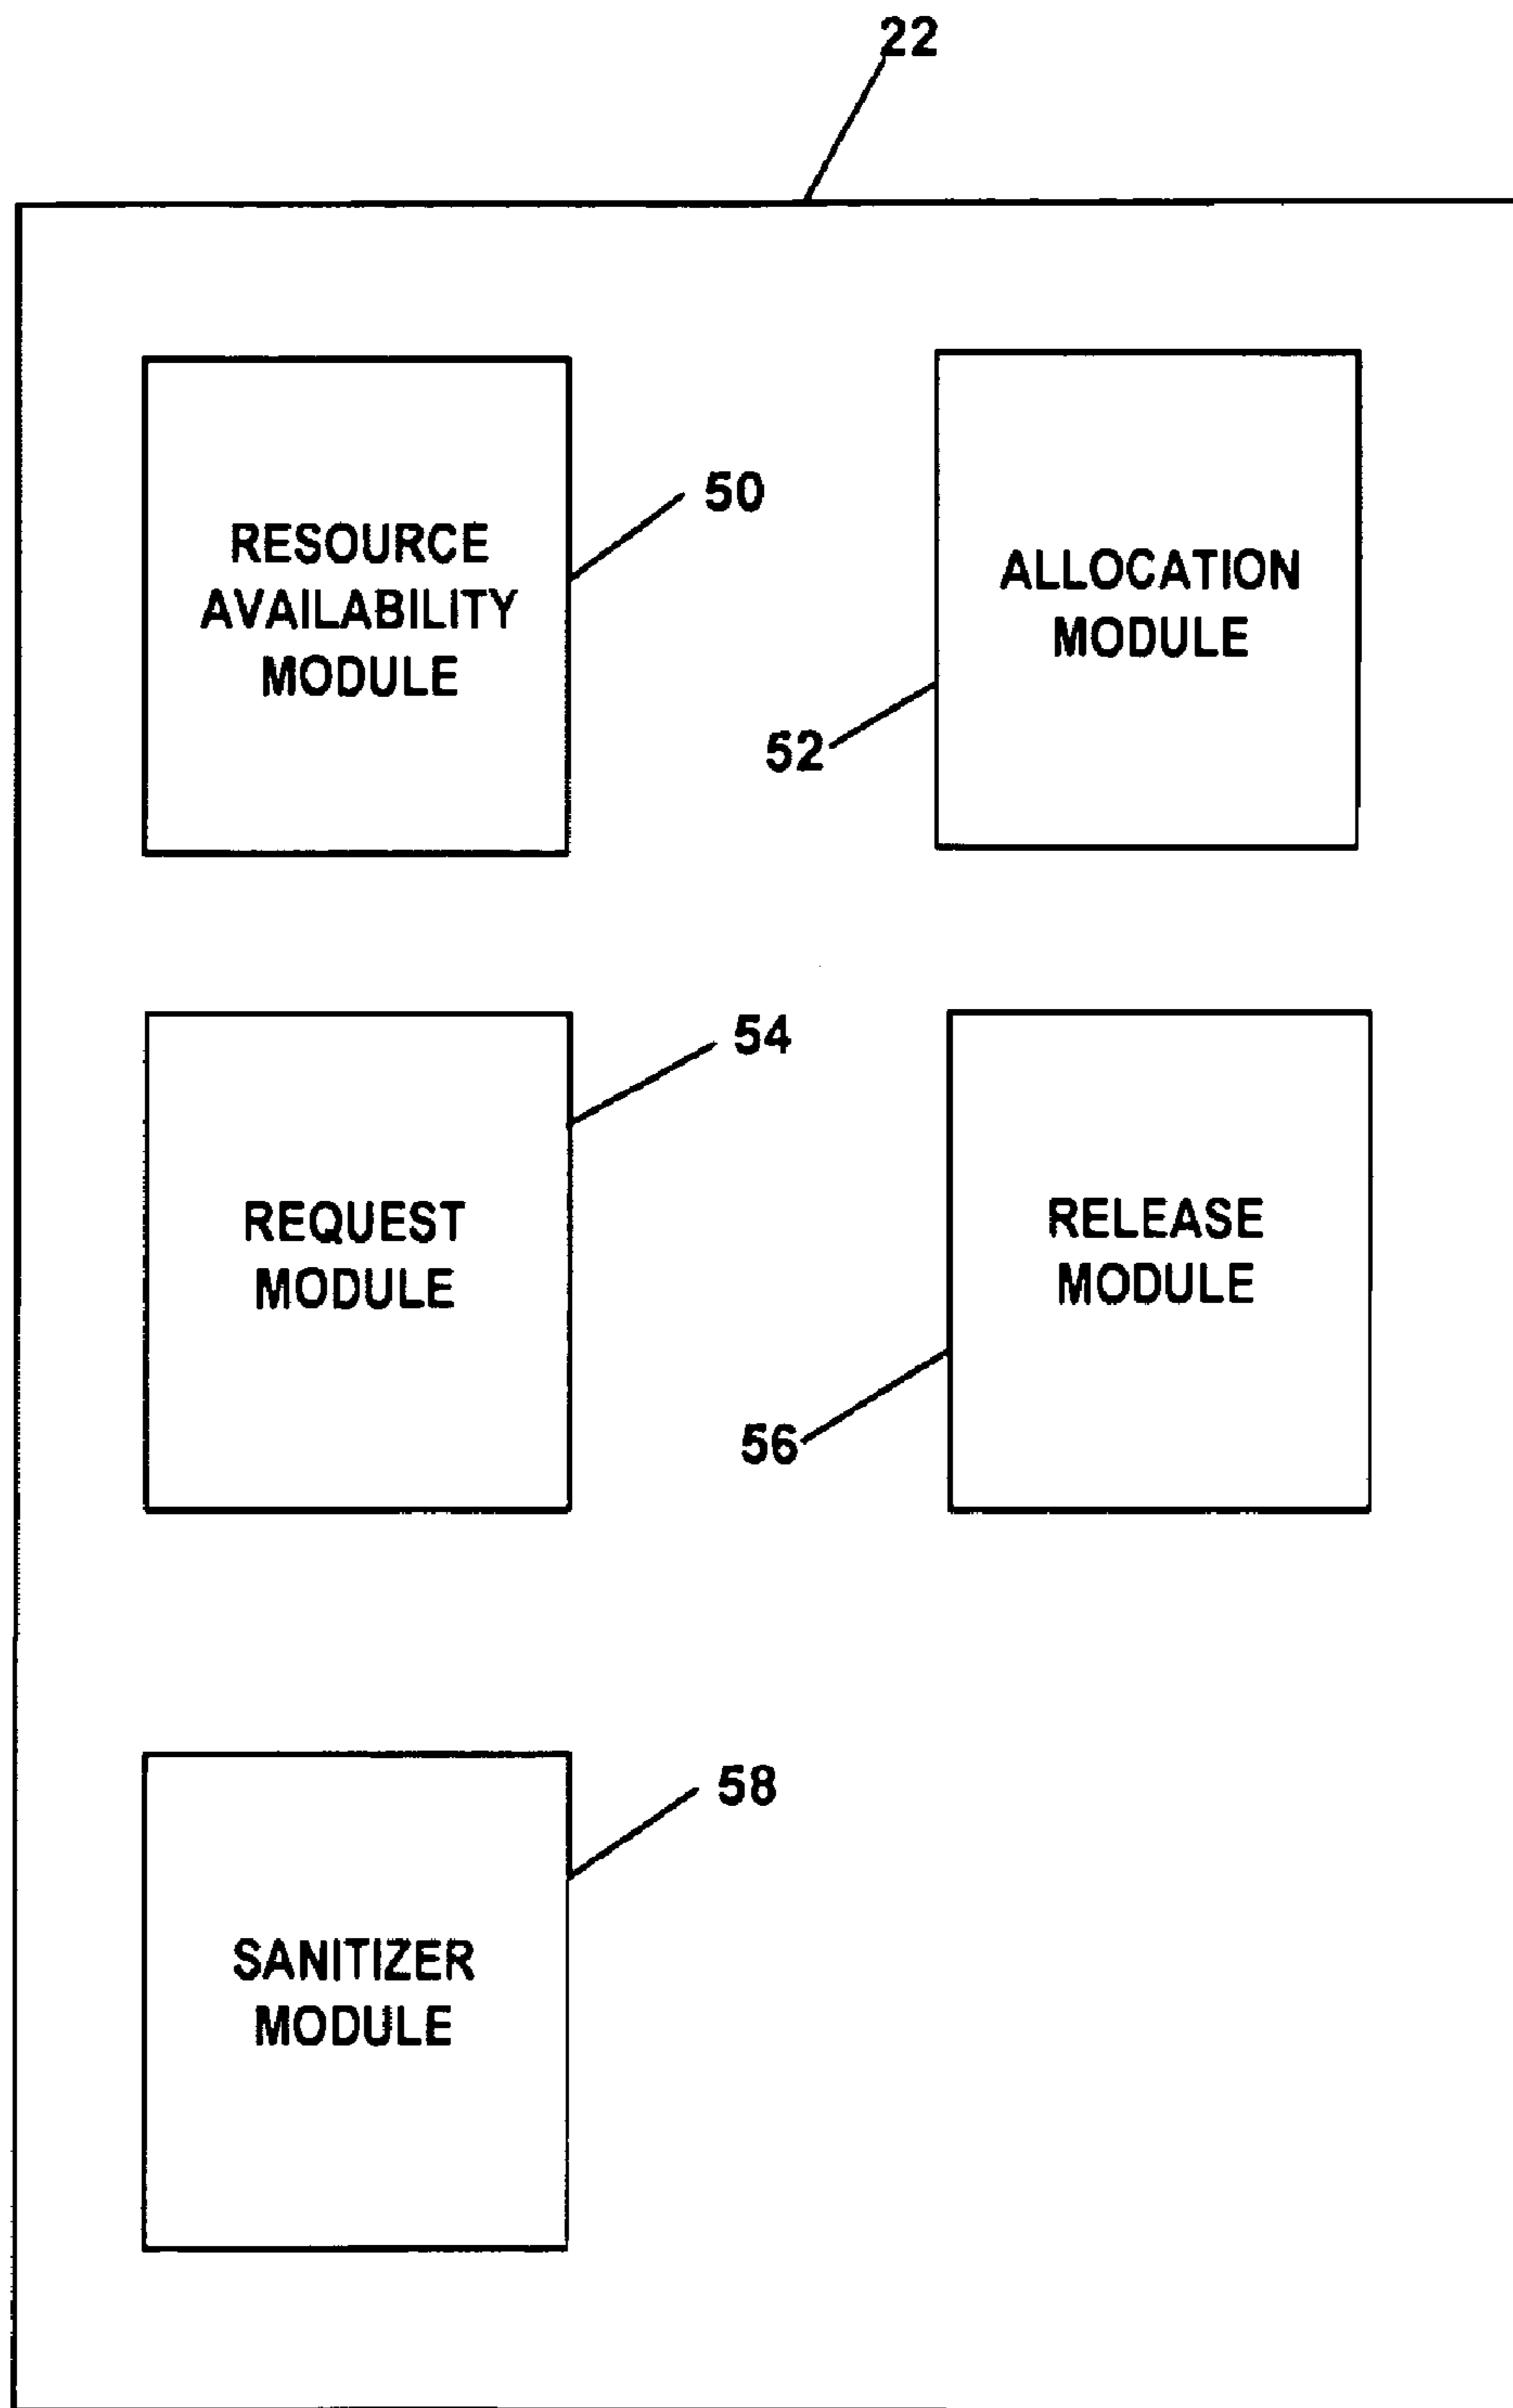 22
RESOURCE
AVAILABILITY
MODULE
50
ALLOCATION
MODULE
52
REQUEST
MODULE
54
RELEASE
MODULE
56
SANITIZER
MODULE
58